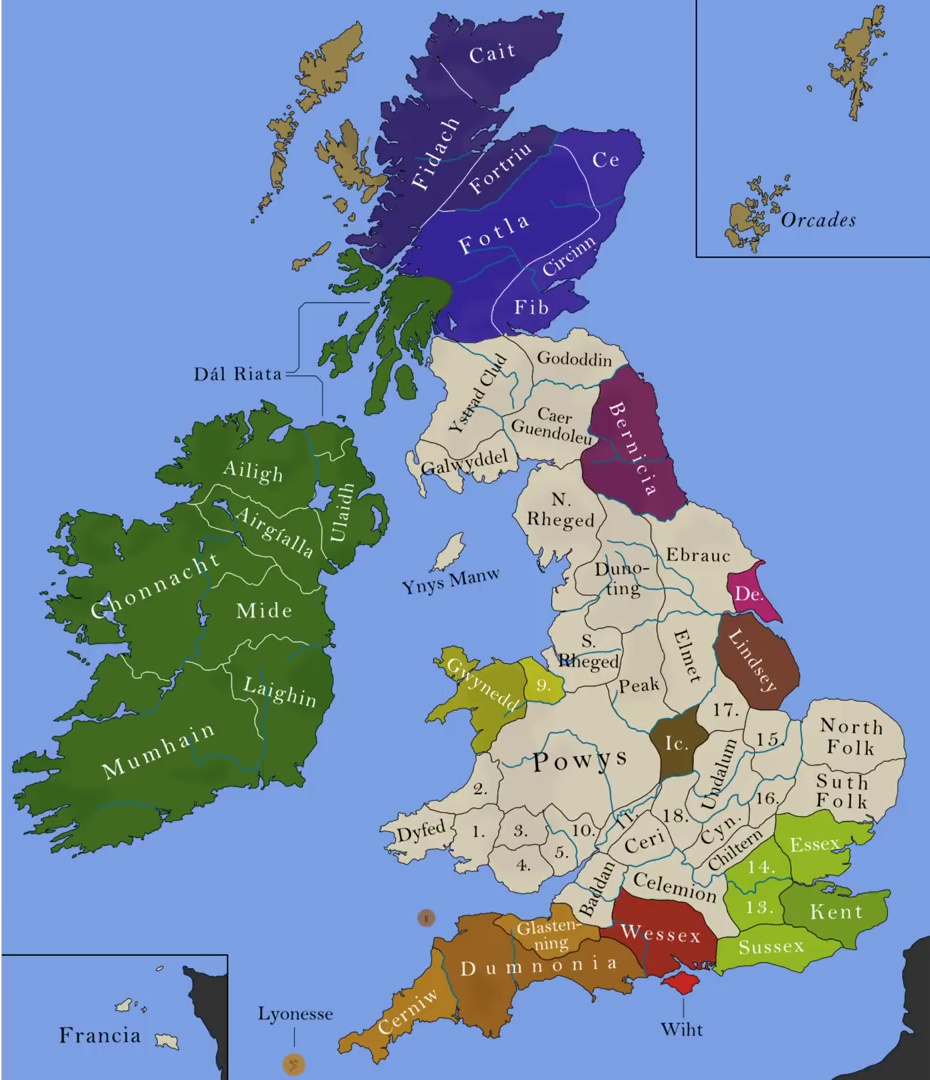 Cait
Fidach
Fortriu
Ce
Fotla
Circinn
Fib
Orcades
Dál Riata
Gododdin
Ystrad Clud
Caer
Guendoleu
Bernicia
Galwyddel
Ailigh
Airgíalla
Ulaidh
N.
Rheged
Ebrauc
Ynys Manw
Duno-
ting
De.
Chonnacht
Mide
S.
Rheged
Elmet
Lindsey
Gwynedd
9.
Peak
Laighin
17.
15.
North
Folk
Mumhain
Powys
Ic.
Undalum
2.
16.
Suth
Folk
Dyfed
1.
3.
10.
11.
18.
Cyn.
Ceri
Chiltern
Essex
4.
5.
14.
Baddan
Celemion
13.
Kent
Glasten-
ning
Wessex
Sussex
Dumnonia
Cerniw
Wiht
Lyonesse
Francia